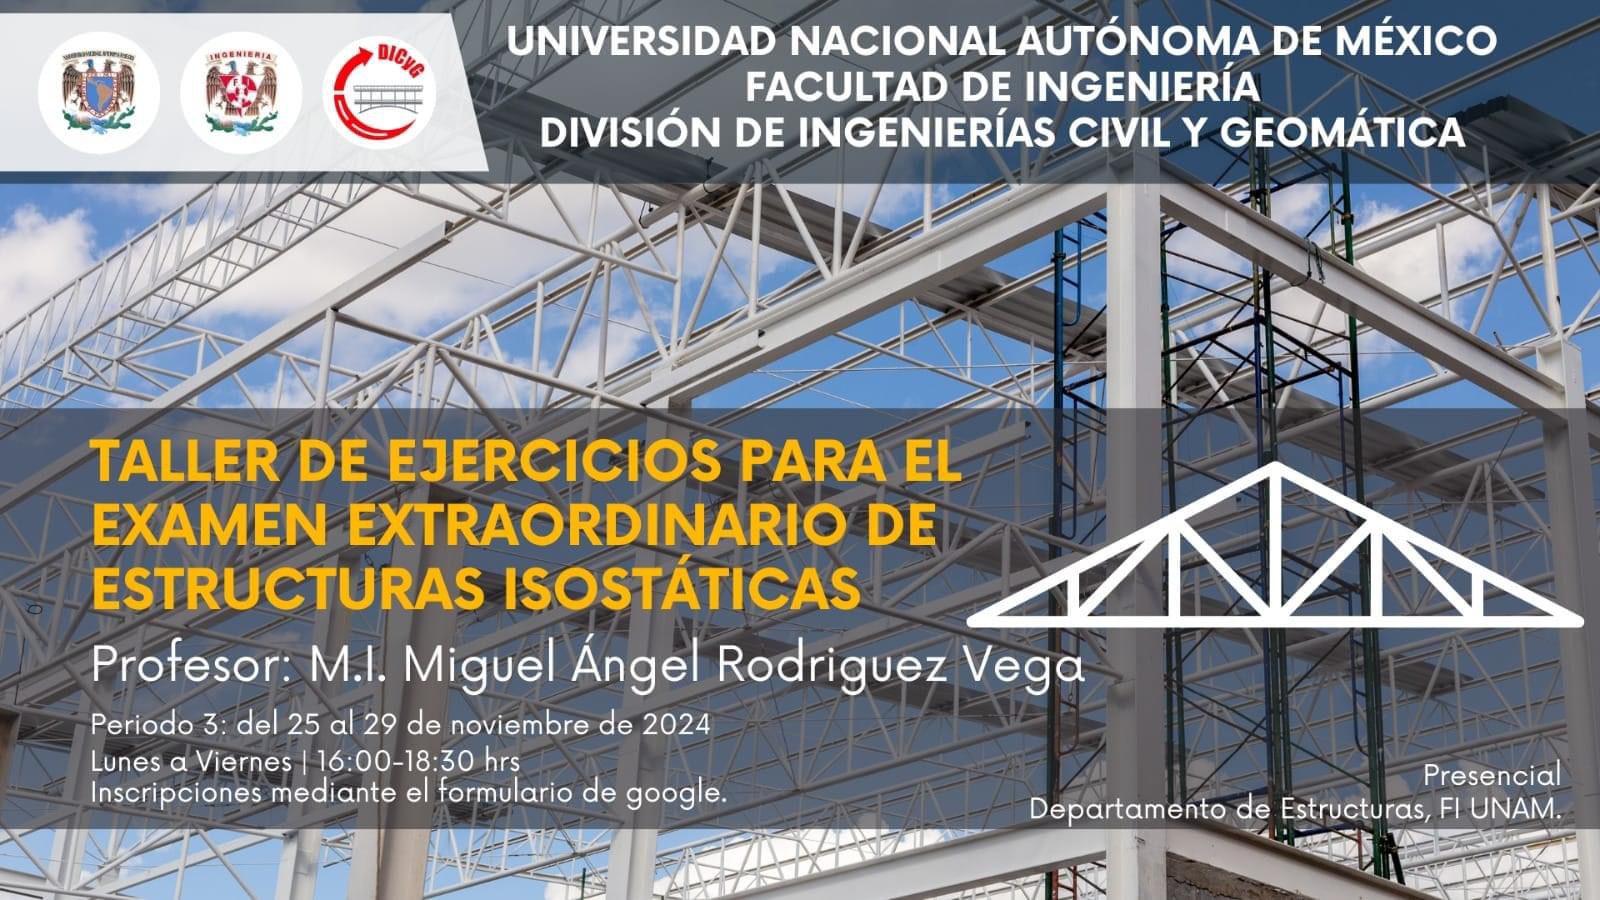 INGENIERIA
DICyG
UNIVERSIDAD NACIONAL AUTÓNOMA DE MÉXICO
FACULTAD DE INGENIERÍA
DIVISIÓN DE INGENIERÍAS CIVIL Y GEOMÁTICA
TALLER DE EJERCICIOS PARA EL
EXAMEN EXTRAORDINARIO DE
ESTRUCTURAS ISOSTÁTICAS
Profesor: M.I. Miguel Ángel Rodriguez Vega
Periodo 3: del 25 al 29 de noviembre de 2024
Lunes a Viernes | 16:00-18:30 hrs
Inscripciones mediante el formulario de google.
Presencial
Departamento de Estructuras, FI UNAM.